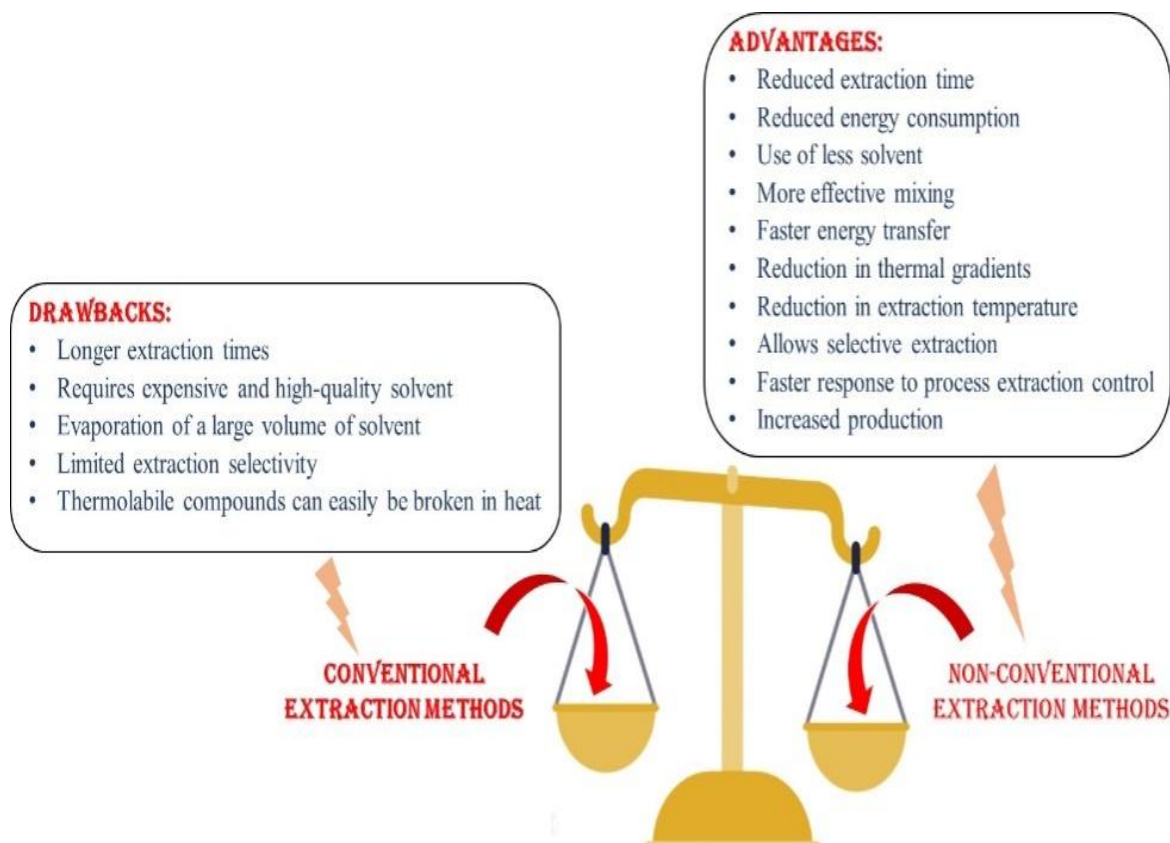 ADVANTAGES:
• Reduced extraction time
• Reduced energy consumption
• Use of less solvent
• More effective mixing
• Faster energy transfer
• Reduction in thermal gradients
• Reduction in extraction temperature
• Allows selective extraction
• Faster response to process extraction control
• Increased production
DRAWBACKS:
• Longer extraction times
• Requires expensive and high-quality solvent
• Evaporation of a large volume of solvent
• Limited extraction selectivity
• Thermolabile compounds can easily be broken in heat
CONVENTIONAL
EXTRACTION METHODS
NON-CONVENTIONAL
EXTRACTION METHODS